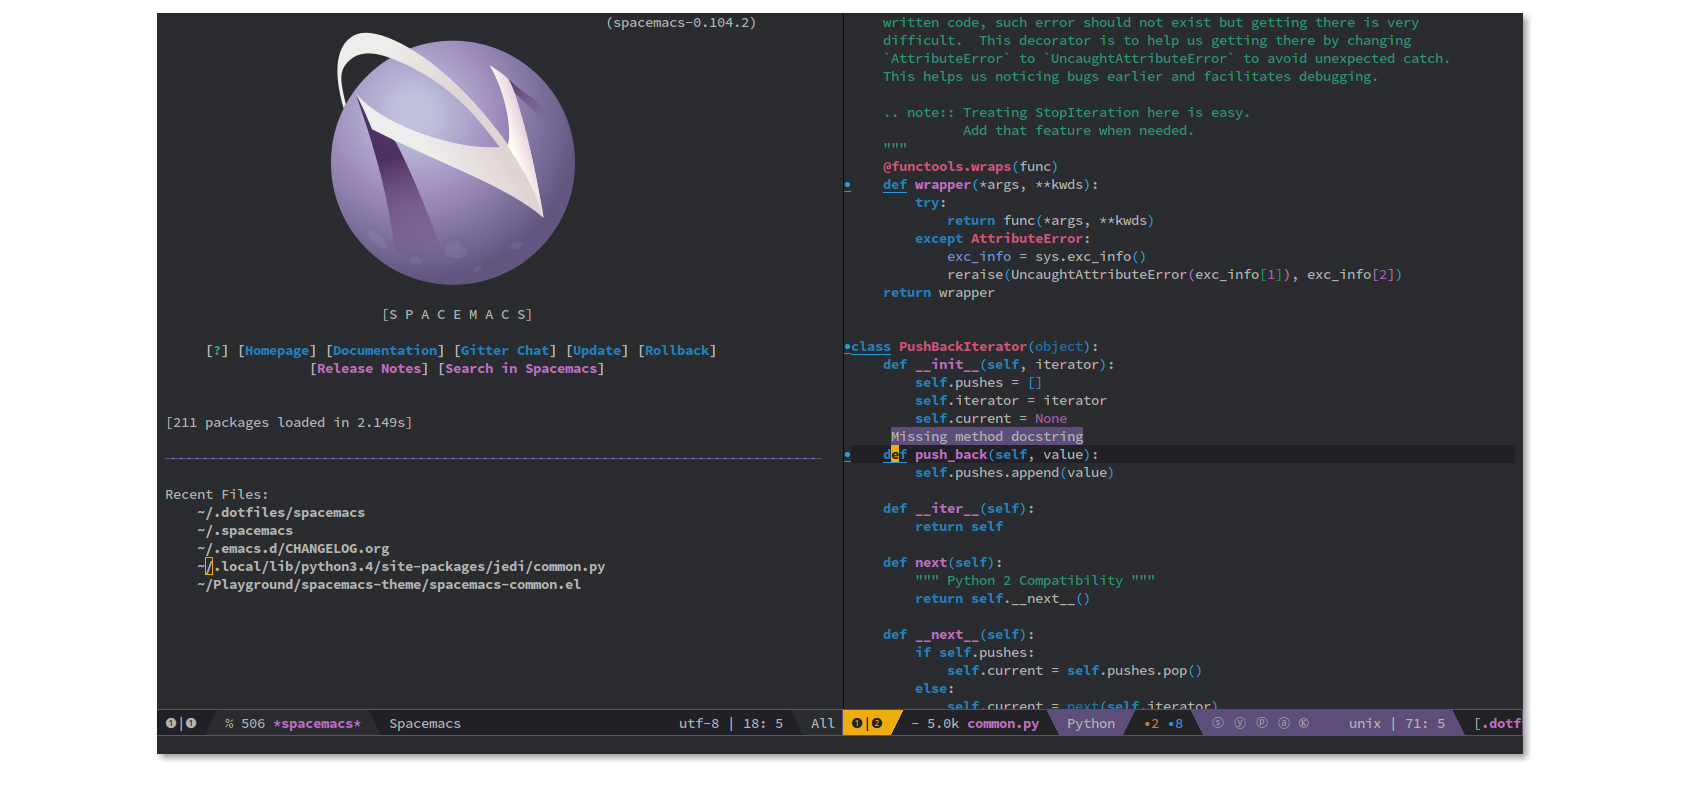 (spacemacs-0.104.2)
[S P A C E M A C S]
[?] [Homepage] [Documentation] [Gitter Chat] [Update] [Rollback]
[Release Notes] [Search in Spacemacs]
[211 packages loaded in 2.149s]
Recent Files:
~/.dotfiles/spacemacs
~/.spacemacs
~/.emacs.d/CHANGELOG.org
~/.local/lib/python3.4/site-packages/jedi/common.py
~/Playground/spacemacs-theme/spacemacs-common.el
❶|❶ % 506 *spacemacs* Spacemacs utf-8 | 18: 5 All
written code, such error should not exist but getting there is very
difficult.  This decorator is to help us getting there by changing
`AttributeError` to `UncaughtAttributeError` to avoid unexpected catch.
This helps us noticing bugs earlier and facilitates debugging.
.. note:: Treating StopIteration here is easy.
Add that feature when needed.
"""
@functools.wraps(func)
def wrapper(*args, **kwds):
try:
return func(*args, **kwds)
except AttributeError:
exc_info = sys.exc_info()
reraise(UncaughtAttributeError(exc_info[1]), exc_info[2])
return wrapper
class PushBackIterator(object):
def __init__(self, iterator):
self.pushes = []
self.iterator = iterator
self.current = None
Missing method docstring
def push_back(self, value):
self.pushes.append(value)
def __iter__(self):
return self
def next(self):
""" Python 2 Compatibility """
return self.__next__()
def __next__(self):
if self.pushes:
self.current = self.pushes.pop()
else:
self.current = next(self.iterator)
❶|❷ - 5.0k common.py Python •2 •8 ⓢ ⓨ ⓟ ⓐ Ⓚ unix | 71: 5 [.dotf